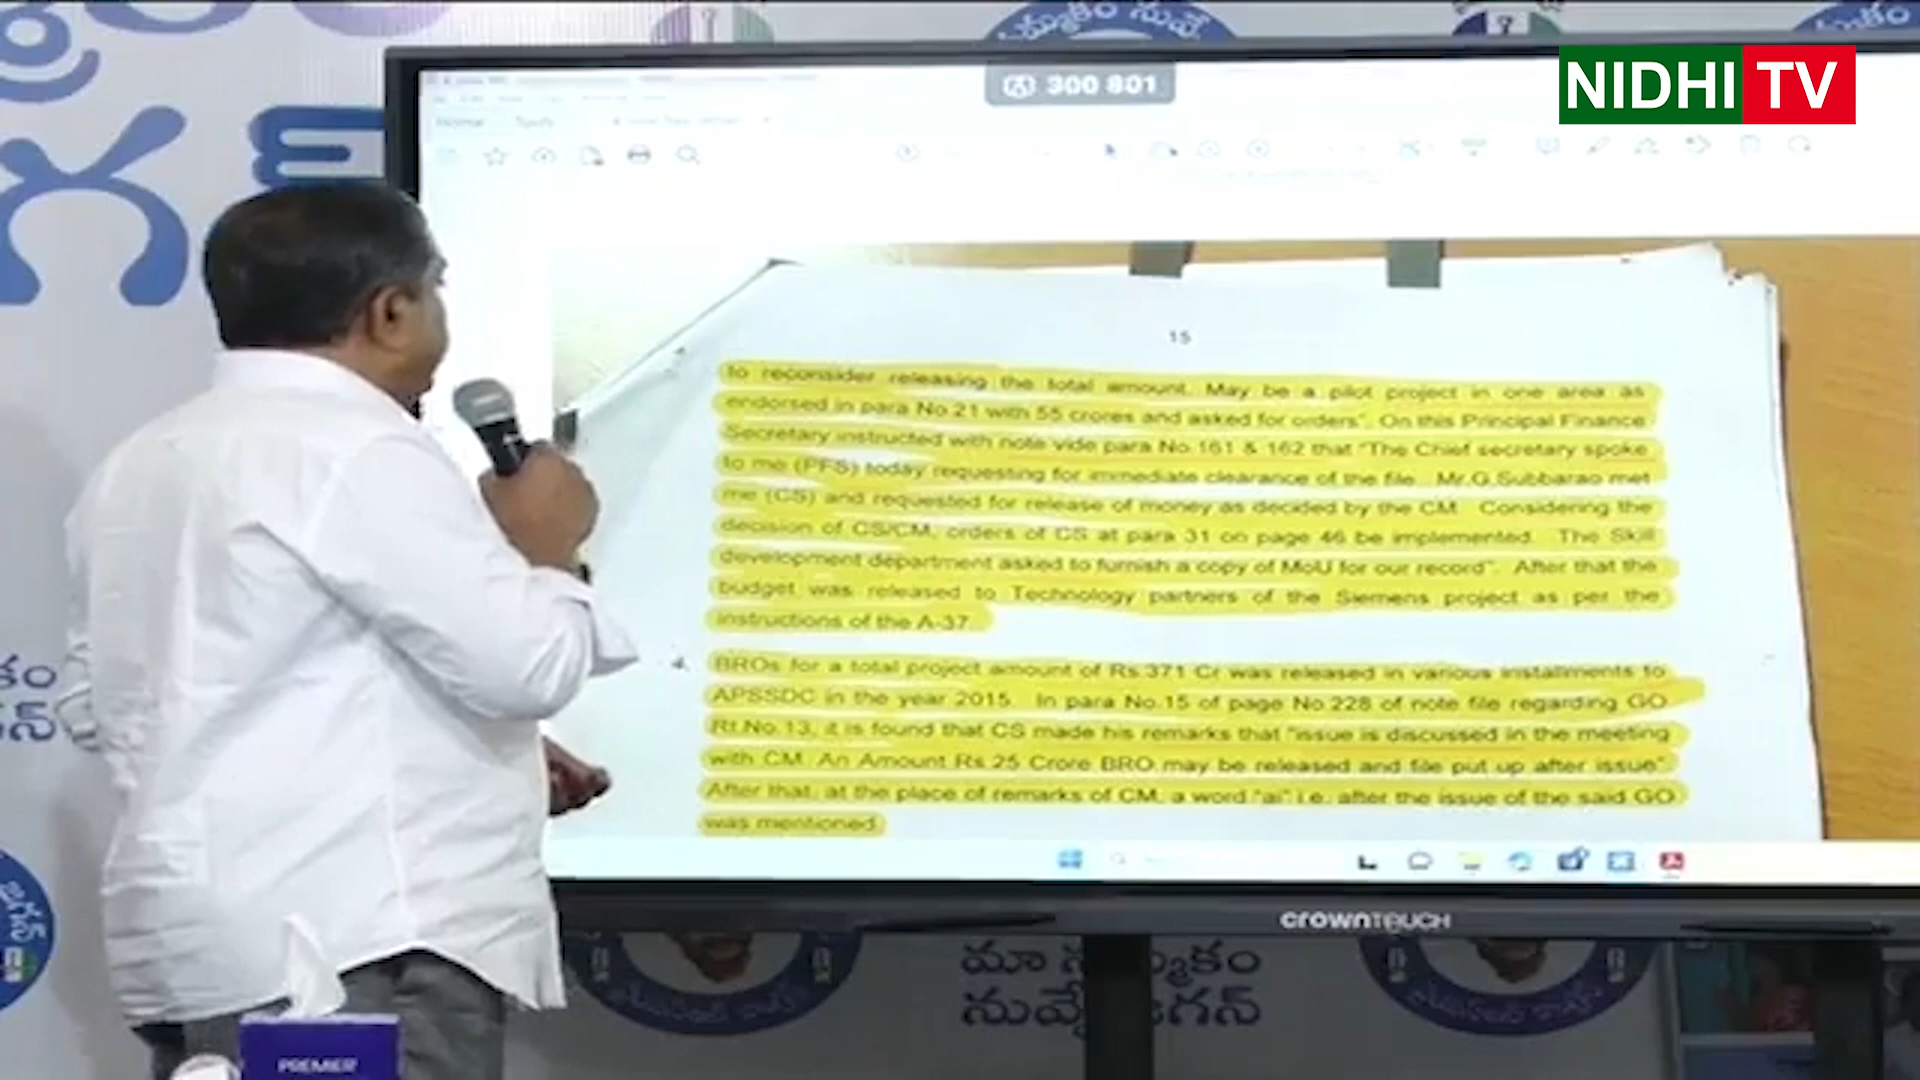 నమ్మకం నువ్వే
300 801
NIDHI TV
Home Tools
15
to reconsider releasing the total amount. May be a pilot project in one area as
endorsed in para No.21 with 55 crores and asked for orders". On this Principal Finance
Secretary instructed with note vide para No.161 & 162 that "The Chief secretary spoke
to me (PFS) today requesting for immediate clearance of the file. Mr.G.Subbarao met
me (CS) and requested for release of money as decided by the CM. Considering the
decision of CS/CM, orders of CS at para 31 on page 46 be implemented. The Skill
development department asked to furnish a copy of MoU for our record". After that the
budget was released to Technology partners of the Siemens project as per the
instructions of the A-37.
4. BROs for a total project amount of Rs.371 Cr was released in various installments to
APSSDC in the year 2015. In para No.15 of page No.228 of note file regarding GO
Rt.No.13, it is found that CS made his remarks that "issue is discussed in the meeting
with CM. An Amount Rs.25 Crore BRO may be released and file put up after issue".
After that, at the place of remarks of CM, a word "ai" i.e. after the issue of the said GO
was mentioned.
crownTOUCH
మా
నువ్వే జగన్
జగన్
PREMIER